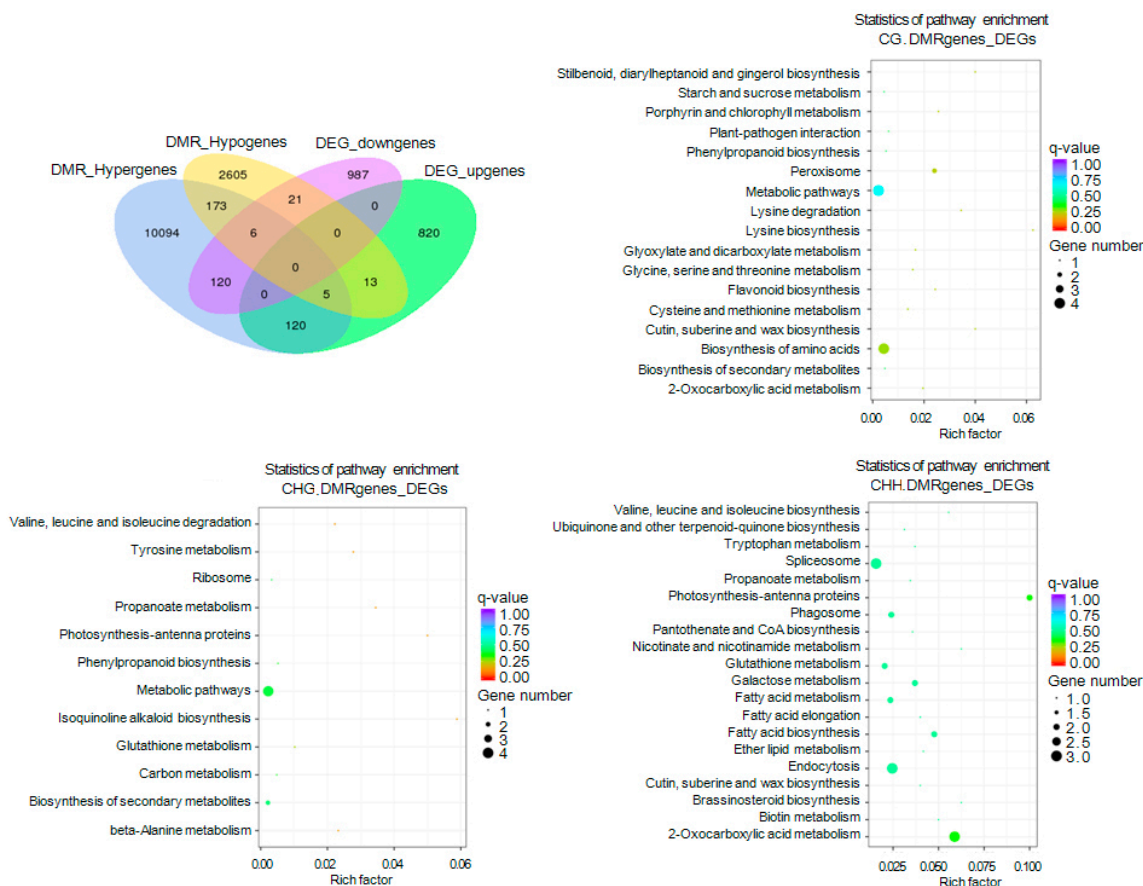 DMR_Hypogenes
DEG_downgenes
DMR_Hypergenes
DEG_upgenes
2605
987
173
21
0
10094
6
0
820
0
120
0
5
13
120
Statistics of pathway enrichment
CG.DMRgenes_DEGs
Stilbenoid, diarylheptanoid and gingerol biosynthesis
Starch and sucrose metabolism
Porphyrin and chlorophyll metabolism
Plant-pathogen interaction
Phenylpropanoid biosynthesis
Peroxisome
Metabolic pathways
Lysine degradation
Lysine biosynthesis
Glyoxylate and dicarboxylate metabolism
Glycine, serine and threonine metabolism
Flavonoid biosynthesis
Cysteine and methionine metabolism
Cutin, suberine and wax biosynthesis
Biosynthesis of amino acids
Biosynthesis of secondary metabolites
2-Oxocarboxylic acid metabolism
0.00 0.02 0.04 0.06
Rich factor
q-value
1.00
0.75
0.50
0.25
0.00
Gene number
1
2
3
4
Statistics of pathway enrichment
CHG.DMRgenes_DEGs
Valine, leucine and isoleucine degradation
Tyrosine metabolism
Ribosome
Propanoate metabolism
Photosynthesis-antenna proteins
Phenylpropanoid biosynthesis
Metabolic pathways
Isoquinoline alkaloid biosynthesis
Glutathione metabolism
Carbon metabolism
Biosynthesis of secondary metabolites
beta-Alanine metabolism
0.00 0.02 0.04 0.06
Rich factor
q-value
1.00
0.75
0.50
0.25
0.00
Gene number
1
2
3
4
Statistics of pathway enrichment
CHH.DMRgenes_DEGs
Valine, leucine and isoleucine biosynthesis
Ubiquinone and other terpenoid-quinone biosynthesis
Tryptophan metabolism
Spliceosome
Propanoate metabolism
Photosynthesis-antenna proteins
Phagosome
Pantothenate and CoA biosynthesis
Nicotinate and nicotinamide metabolism
Glutathione metabolism
Galactose metabolism
Fatty acid metabolism
Fatty acid elongation
Fatty acid biosynthesis
Ether lipid metabolism
Endocytosis
Cutin, suberine and wax biosynthesis
Brassinosteroid biosynthesis
Biotin metabolism
2-Oxocarboxylic acid metabolism
0.025 0.050 0.075 0.100
Rich factor
q-value
1.00
0.75
0.50
0.25
0.00
Gene number
1.0
1.5
2.0
2.5
3.0